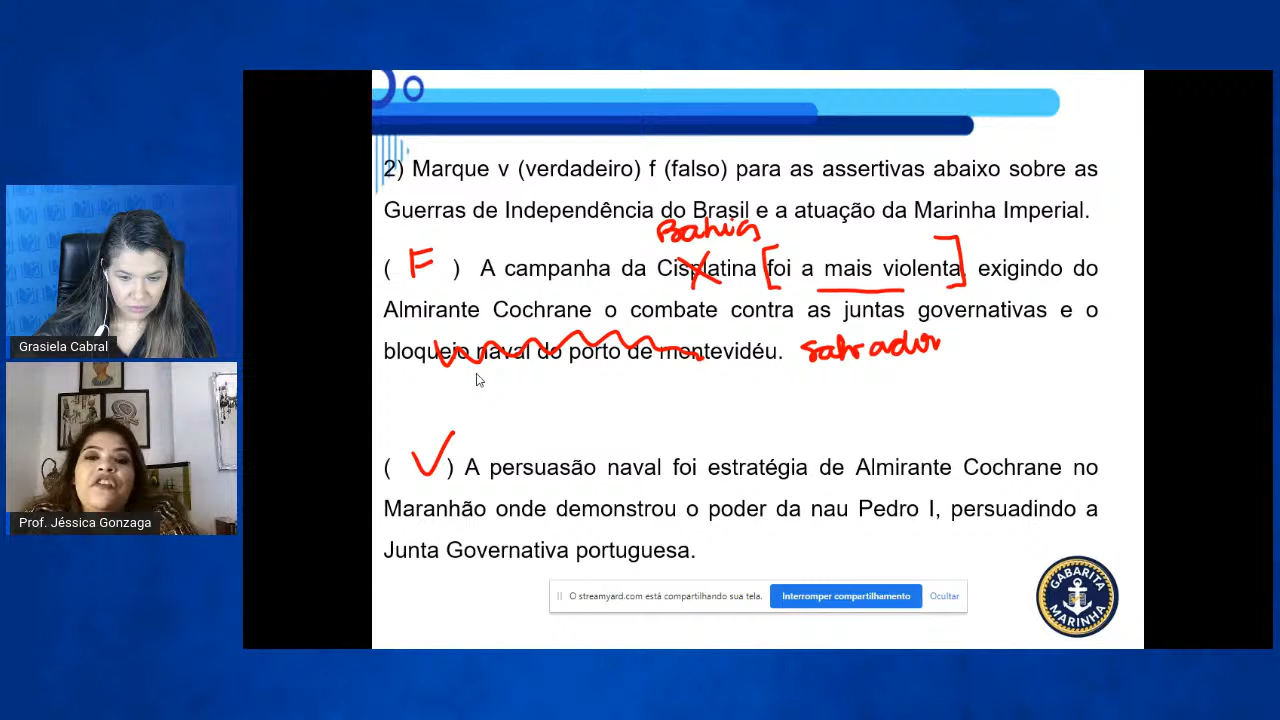 2) Marque v (verdadeiro) f (falso) para as assertivas abaixo sobre as
Guerras de Independência do Brasil e a atuação da Marinha Imperial.
Bahia
( F ) A campanha da Cisplatina [foi a mais violenta], exigindo do
Almirante Cochrane o combate contra as juntas governativas e o
bloqueio naval do porto de montevidéu. Salvador
( V ) A persuasão naval foi estratégia de Almirante Cochrane no
Maranhão onde demonstrou o poder da nau Pedro I, persuadindo a
Junta Governativa portuguesa.
Grasiela Cabral
Prof. Jéssica Gonzaga
O streamyard.com está compartilhando sua tela. Interromper compartilhamento Ocultar
GABARITA
MARINHA